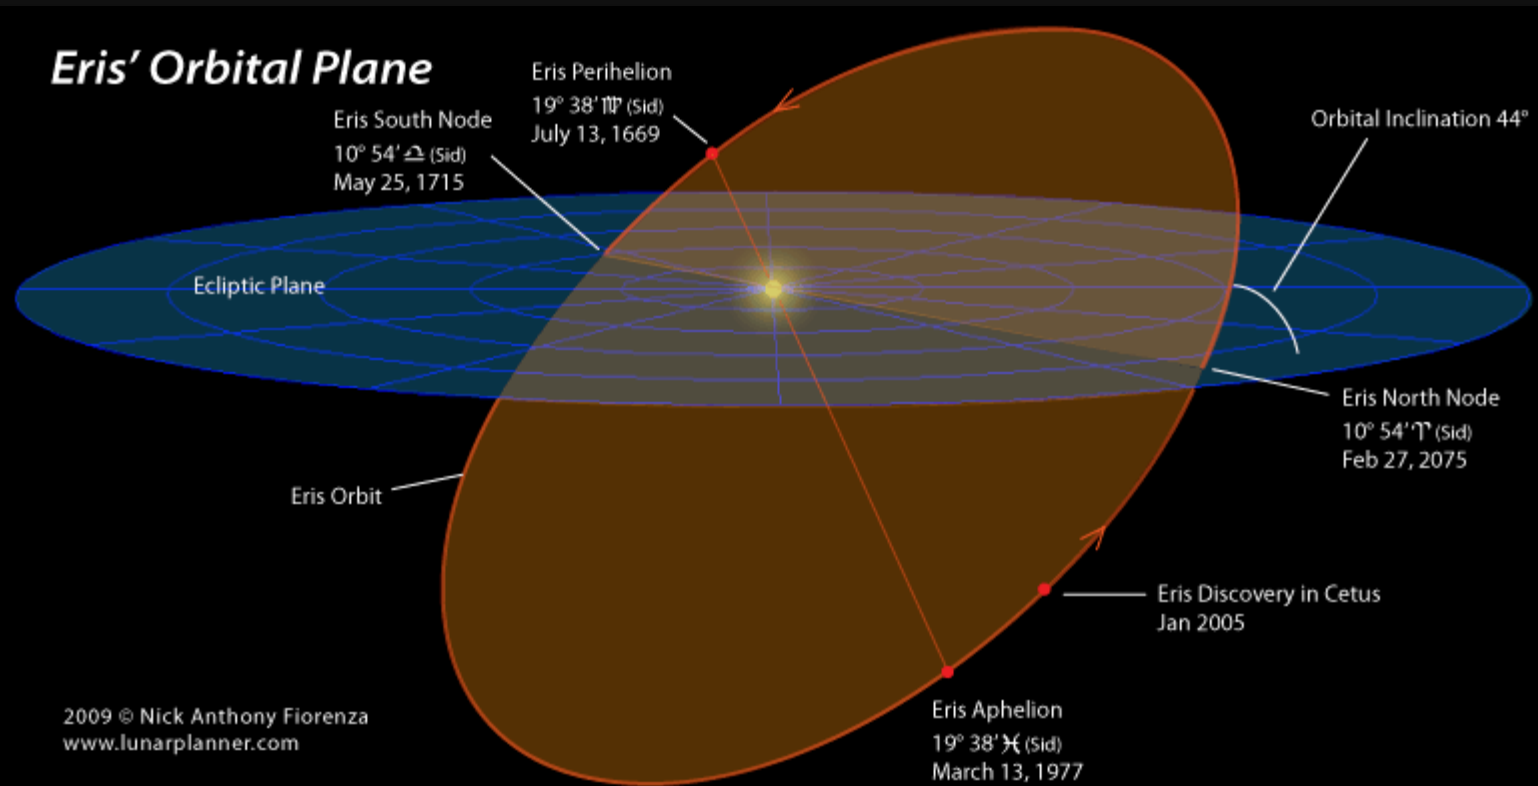 Eris' Orbital Plane
Eris Perihelion
19° 38' ♍ (Sid)
July 13, 1669
Eris South Node
10° 54' ♎ (Sid)
May 25, 1715
Orbital Inclination 44°
Ecliptic Plane
Eris North Node
10° 54' ♈ (Sid)
Feb 27, 2075
Eris Orbit
Eris Discovery in Cetus
Jan 2005
Eris Aphelion
19° 38' ♓ (Sid)
March 13, 1977
2009 © Nick Anthony Fiorenza
www.lunarplanner.com